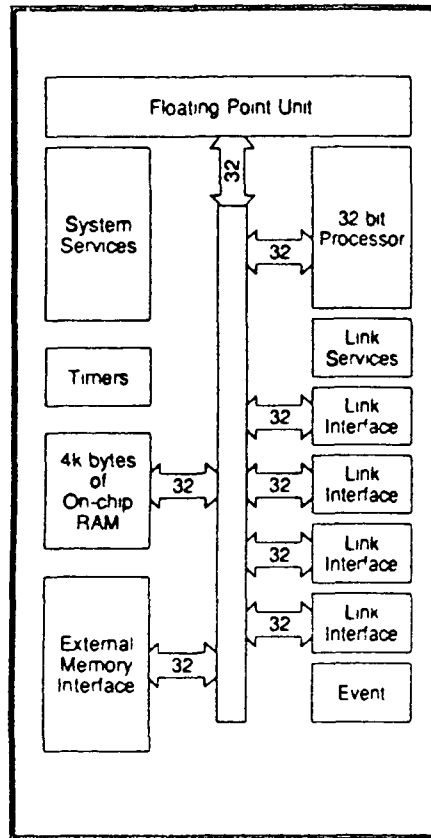 Floating Point Unit
32
System
Services
32 bit
Processor
32
Link
Services
Timers
Link
Interface
32
4k bytes
of
On-chip
RAM
32
32
Link
Interface
32
Link
Interface
External
Memory
Interface
32
32
Link
Interface
Event